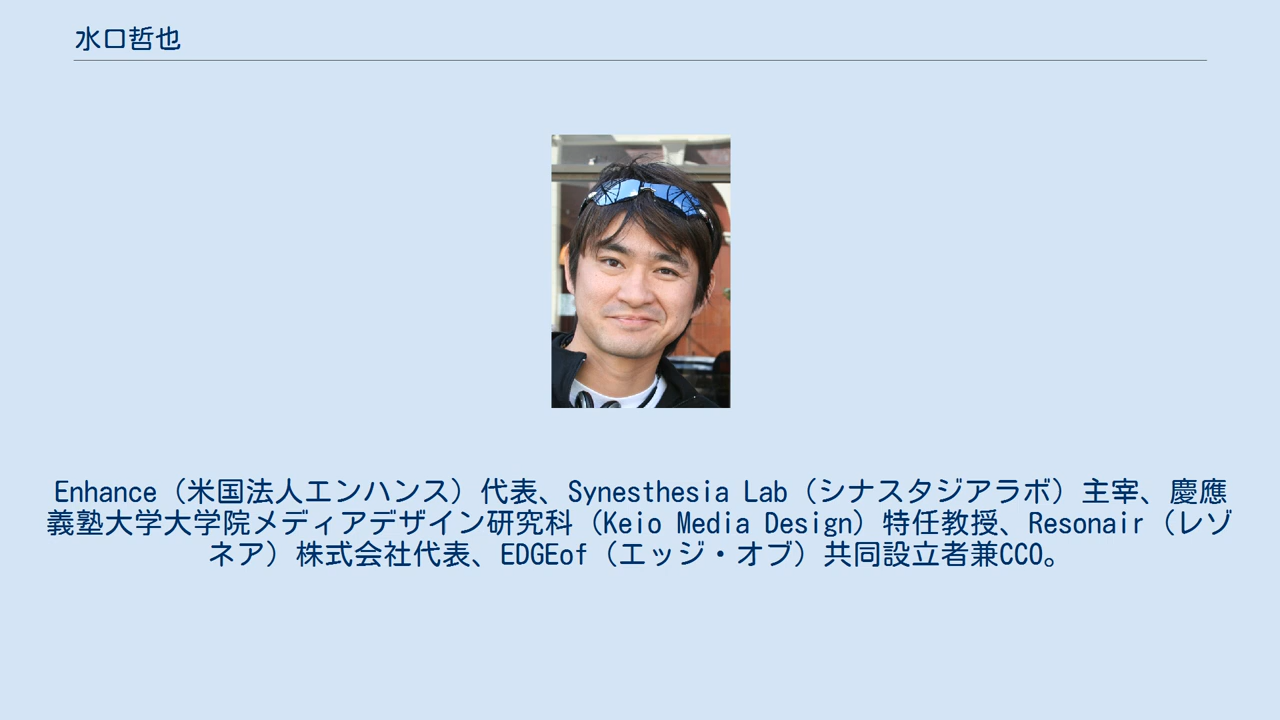 水口哲也
Enhance（米国法人エンハンス）代表、Synesthesia Lab（シナスタジアラボ）主宰、慶應
義塾大学大学院メディアデザイン研究科（Keio Media Design）特任教授、Resonair（レゾ
ネア）株式会社代表、EDGEof（エッジ・オブ）共同設立者兼CCO。